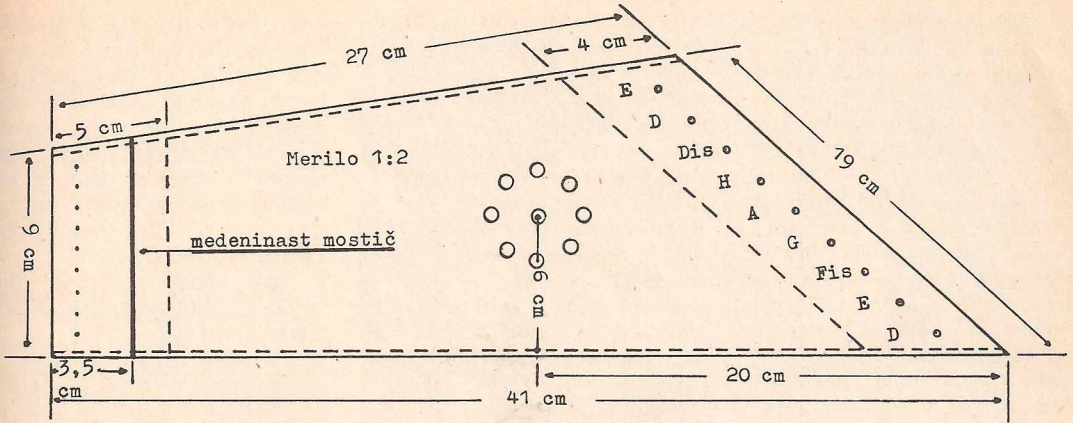 27 cm
4 cm
5 cm
Merilo 1:2
9 cm
medeninast mostič
E
D
Dis
H
A
G
Fis
E
D
19 cm
6 cm
3,5
cm
20 cm
41 cm